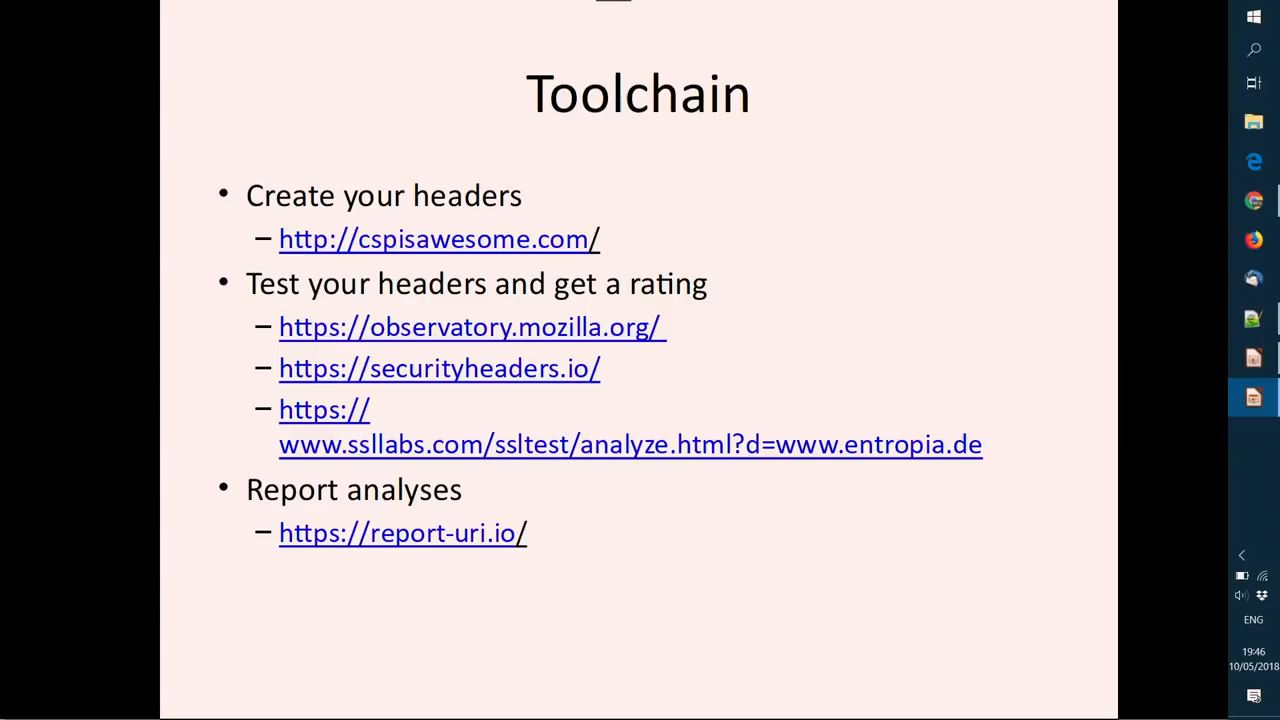 Toolchain
• Create your headers
– http://cspisawesome.com/
• Test your headers and get a rating
– https://observatory.mozilla.org/
– https://securityheaders.io/
– https://
www.ssllabs.com/ssltest/analyze.html?d=www.entropia.de
• Report analyses
– https://report-uri.io/
ENG
19:46
10/05/2018